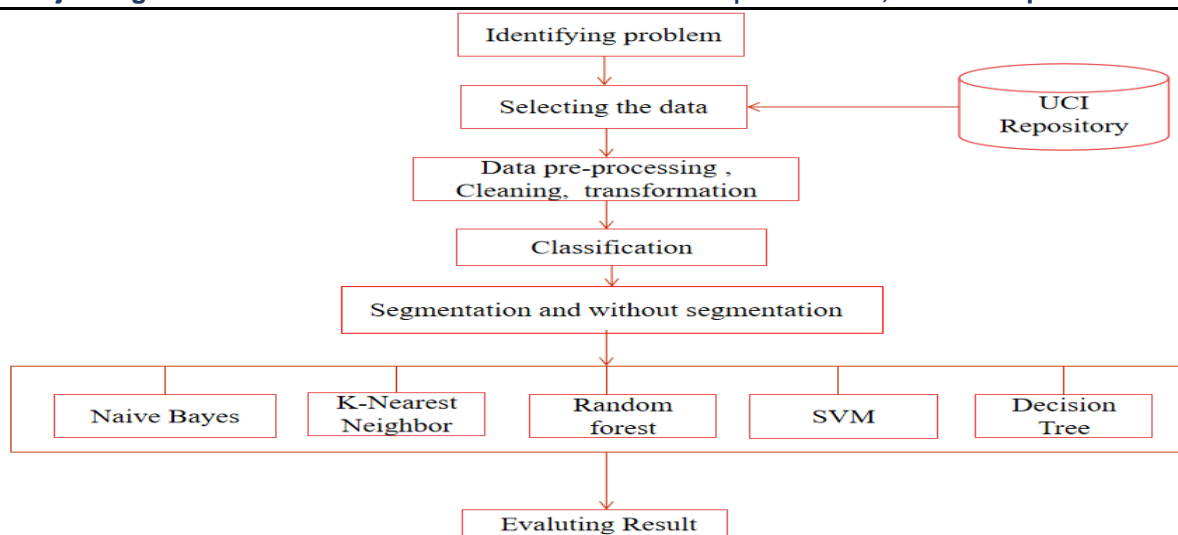 Identifying problem
Selecting the data
UCI
Repository
Data pre-processing ,
Cleaning, transformation
Classification
Segmentation and without segmentation
Naive Bayes
K-Nearest
Neighbor
Random
forest
SVM
Decision
Tree
Evaluting Result